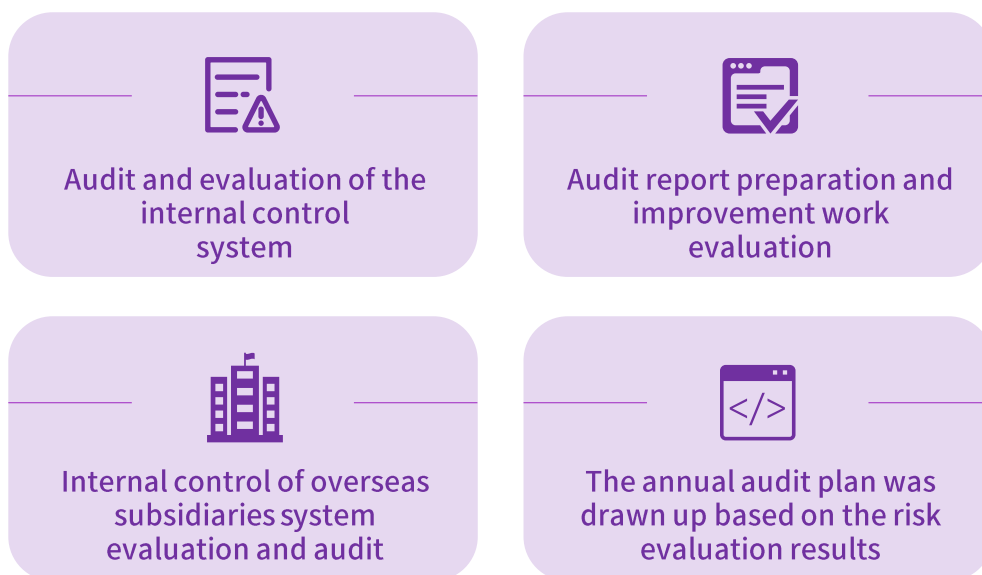 Audit and evaluation of the
internal control
system
Audit report preparation and
improvement work
evaluation
</>
Internal control of overseas
subsidiaries system
evaluation and audit
The annual audit plan was
drawn up based on the risk
evaluation results